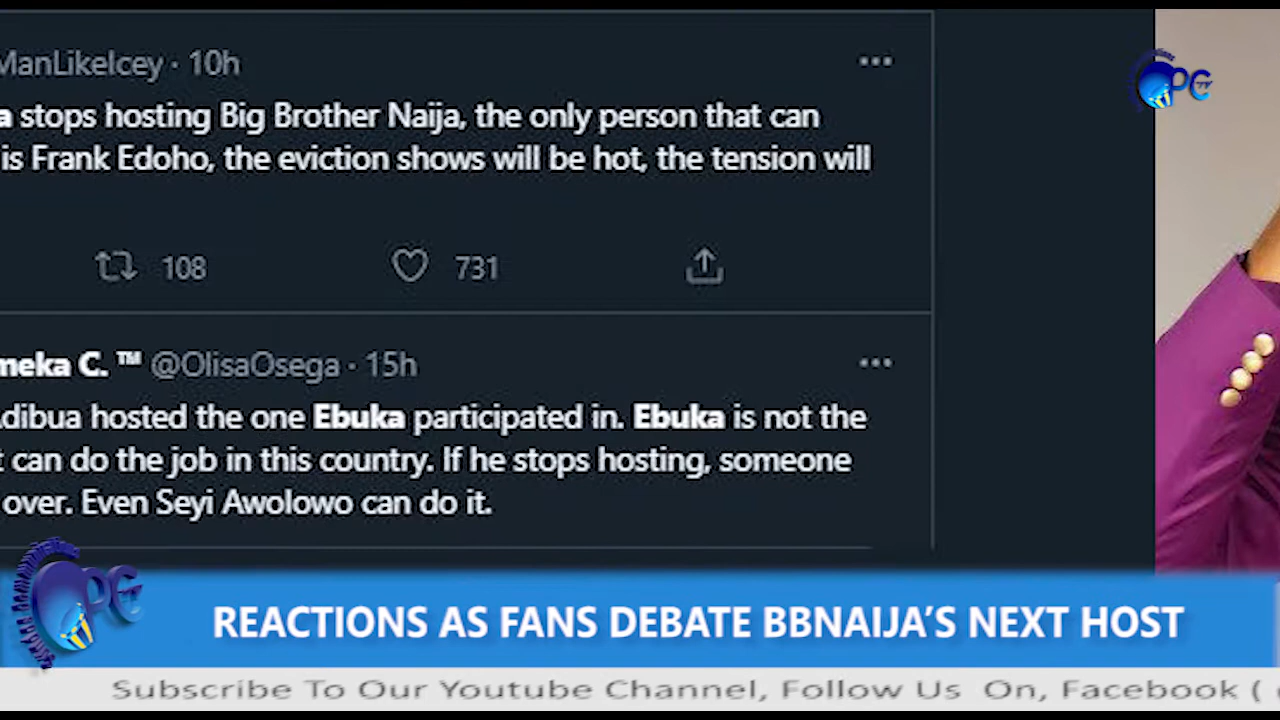 ManLikeIcey · 10h
a stops hosting Big Brother Naija, the only person that can
is Frank Edoho, the eviction shows will be hot, the tension will
108 731
meka C. ™ @OlisaOsega · 15h
dibua hosted the one Ebuka participated in. Ebuka is not the
t can do the job in this country. If he stops hosting, someone
over. Even Seyi Awolowo can do it.
REACTIONS AS FANS DEBATE BBNAIJA'S NEXT HOST
Subscribe To Our Youtube Channel, Follow Us On, Facebook (